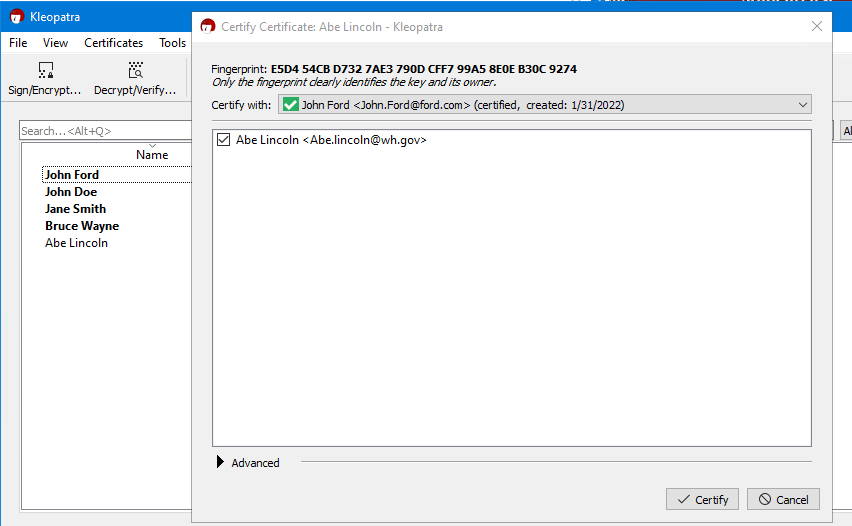 Kleopatra
File View Certificates Tools
Sign/Encrypt... Decrypt/Verify...
Search...<Alt+Q>
Name
John Ford
John Doe
Jane Smith
Bruce Wayne
Abe Lincoln
Certify Certificate: Abe Lincoln - Kleopatra
Fingerprint: E5D4 54CB D732 7AE3 790D CFF7 99A5 8E0E B30C 9274
Only the fingerprint clearly identifies the key and its owner.
Certify with: John Ford <John.Ford@ford.com> (certified, created: 1/31/2022)
Abe Lincoln <Abe.lincoln@wh.gov>
Advanced
Certify Cancel
Al